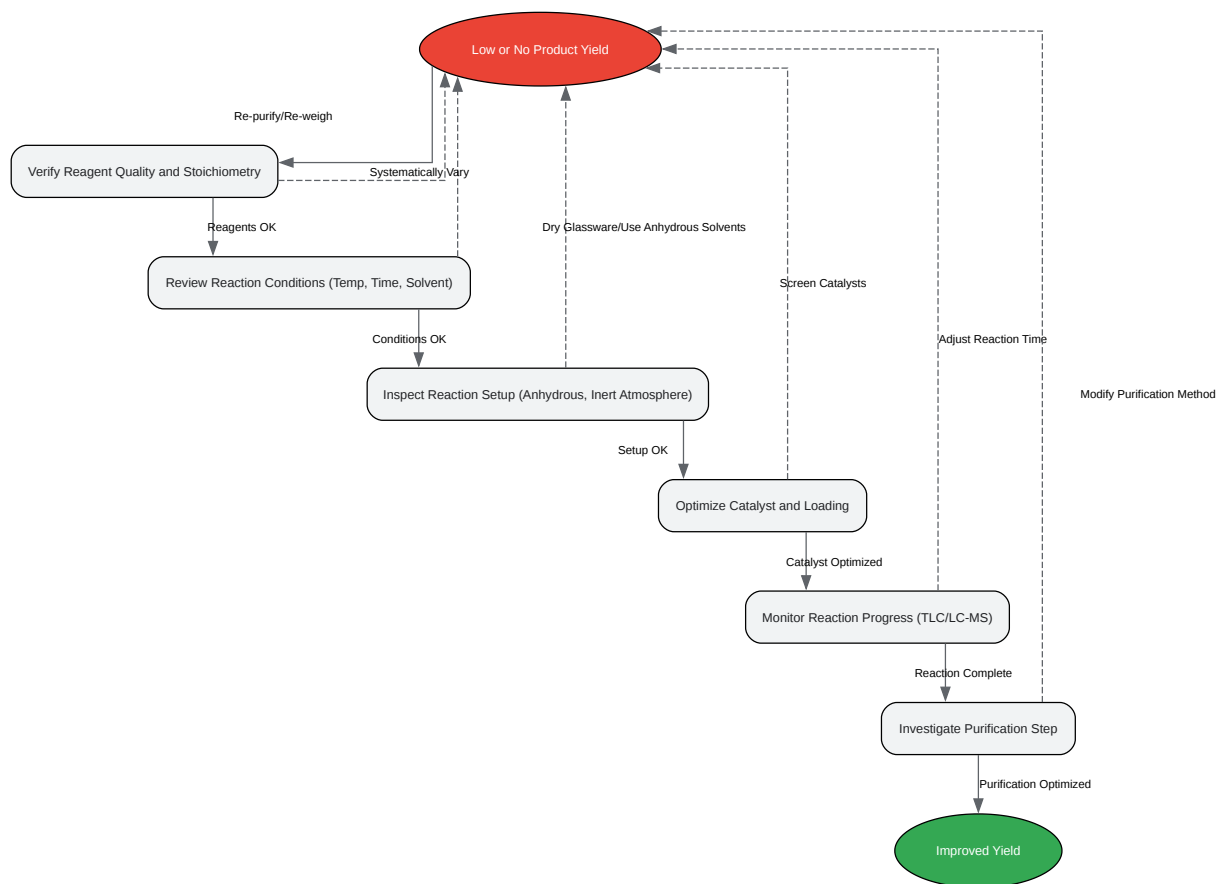 Low or No Product Yield
Re-purify/Re-weigh
Verify Reagent Quality and Stoichiometry
Systematically Vary
Reagents OK
Dry Glassware/Use Anhydrous Solvents
Review Reaction Conditions (Temp, Time, Solvent)
Screen Catalysts
Conditions OK
Adjust Reaction Time
Inspect Reaction Setup (Anhydrous, Inert Atmosphere)
Modify Purification Method
Setup OK
Optimize Catalyst and Loading
Catalyst Optimized
Monitor Reaction Progress (TLC/LC-MS)
Reaction Complete
Investigate Purification Step
Purification Optimized
Improved Yield